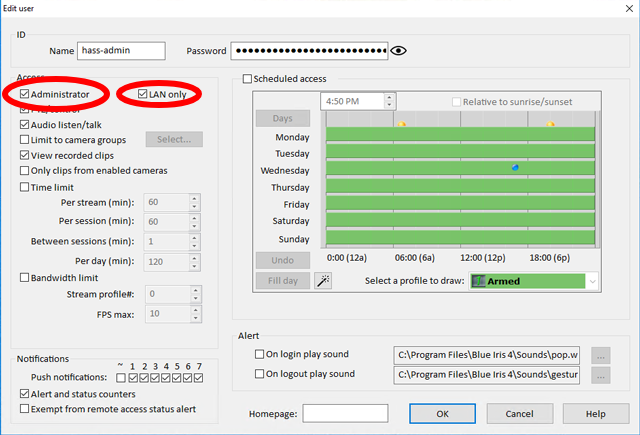 Edit user
ID
Name hass-admin Password
Access
Administrator LAN only
PTZ/control
Audio listen/talk
Limit to camera groups Select...
View recorded clips
Only clips from enabled cameras
Time limit
Per stream (min): 60
Per session (min): 60
Between sessions (min): 1
Per day (min): 120
Bandwidth limit
Stream profile#: 0
FPS max: 10
Notifications
~ 1 2 3 4 5 6 7
Push notifications:
Alert and status counters
Exempt from remote access status alert
Scheduled access
4:50 PM Relative to sunrise/sunset
Days
Monday
Tuesday
Wednesday
Thursday
Friday
Saturday
Sunday
Undo 0:00 (12a) 06:00 (6a) 12:00 (12p) 18:00 (6p)
Fill day Select a profile to draw: Armed
Alert
On login play sound C:\Program Files\Blue Iris 4\Sounds\pop.w ...
On logout play sound C:\Program Files\Blue Iris 4\Sounds\gestur ...
Homepage: OK Cancel Help